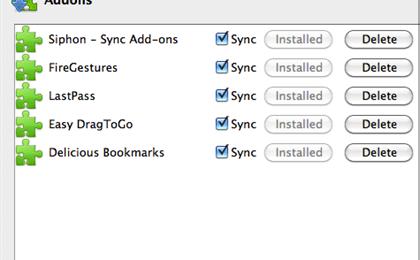 Addons
Siphon - Sync Add-ons Sync Installed Delete
FireGestures Sync Installed Delete
LastPass Sync Installed Delete
Easy DragToGo Sync Installed Delete
Delicious Bookmarks Sync Installed Delete